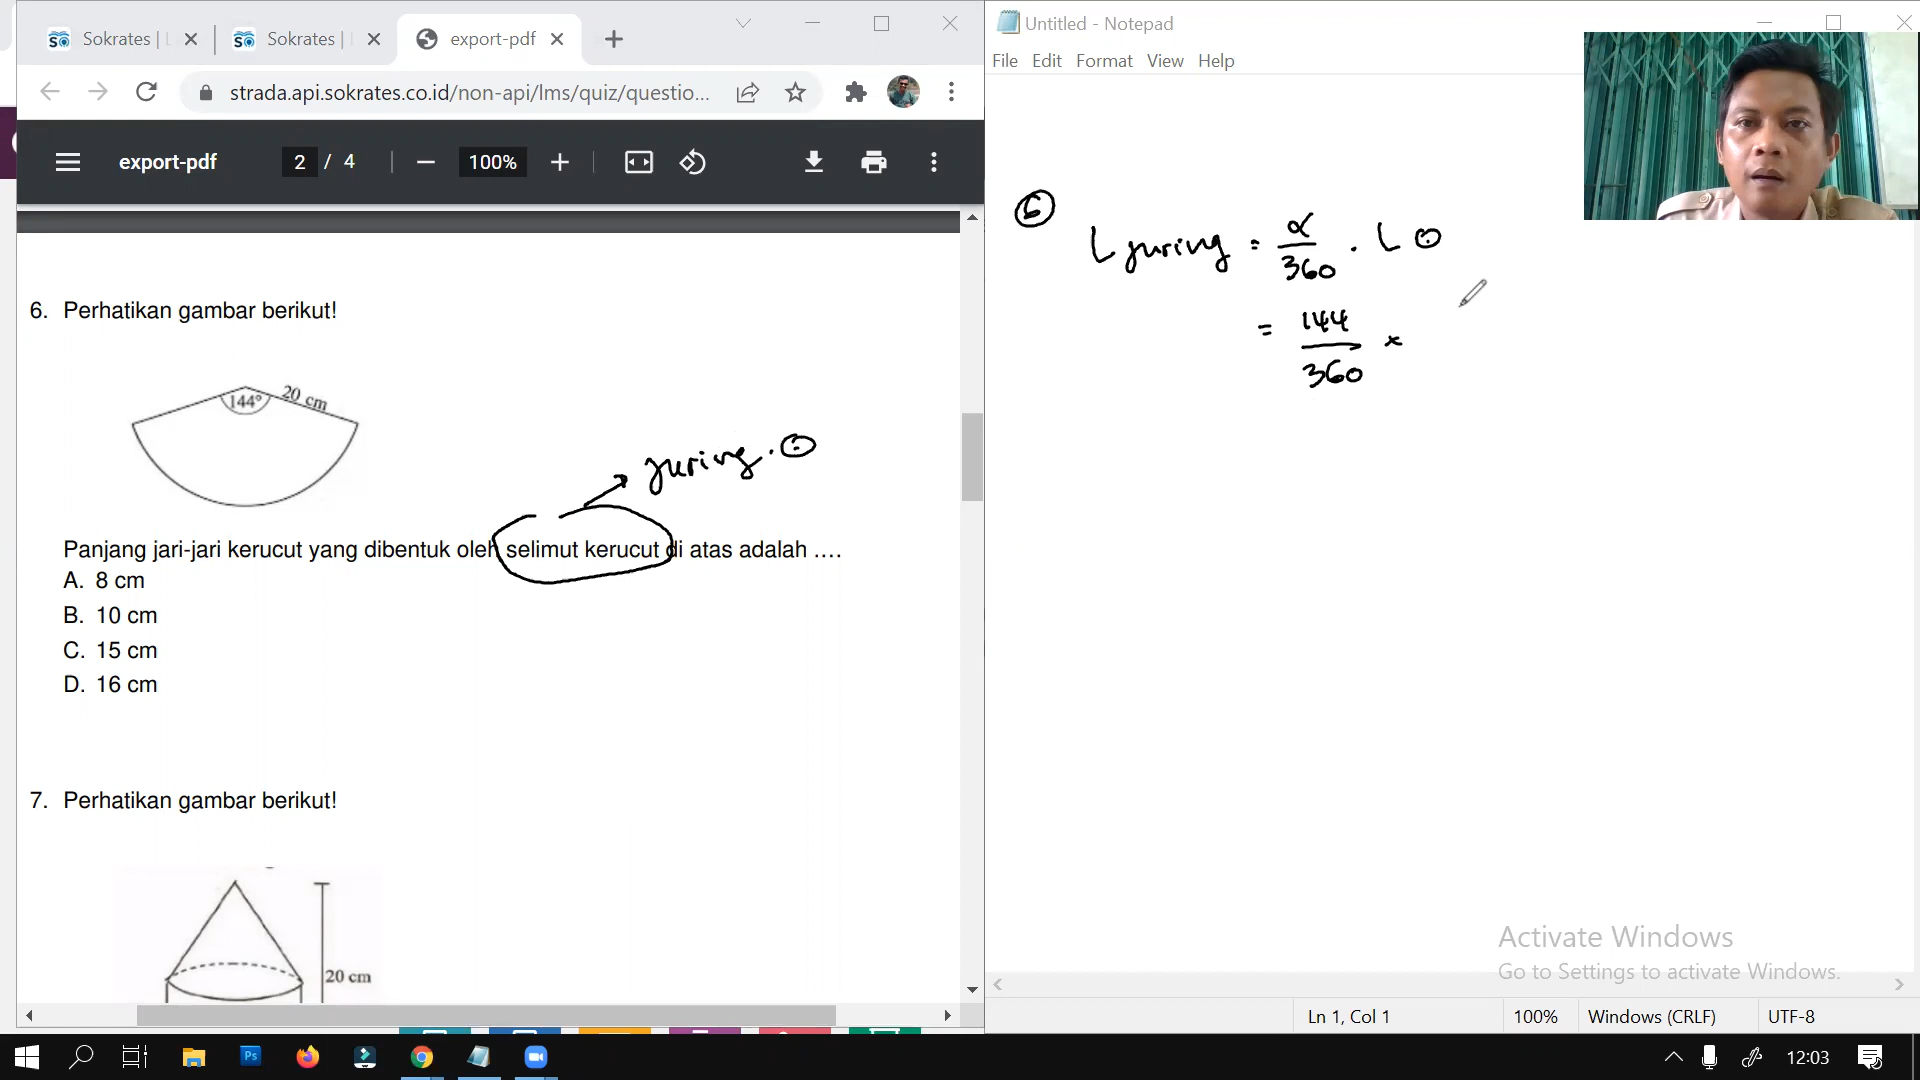 Sokrates | L
Sokrates |
export-pdf
strada.api.sokrates.co.id/non-api/lms/quiz/questio...
export-pdf
2 / 4
100%
6. Perhatikan gambar berikut!
144°
20 cm
juring . ⊙
Panjang jari-jari kerucut yang dibentuk oleh selimut kerucut di atas adalah ....
A. 8 cm
B. 10 cm
C. 15 cm
D. 16 cm
7. Perhatikan gambar berikut!
20 cm
Untitled - Notepad
File Edit Format View Help
6
L juring = α/360 . L ⊙
= 144/360 ×
Activate Windows
Go to Settings to activate Windows.
Ln 1, Col 1
100%
Windows (CRLF)
UTF-8
Ps
12:03